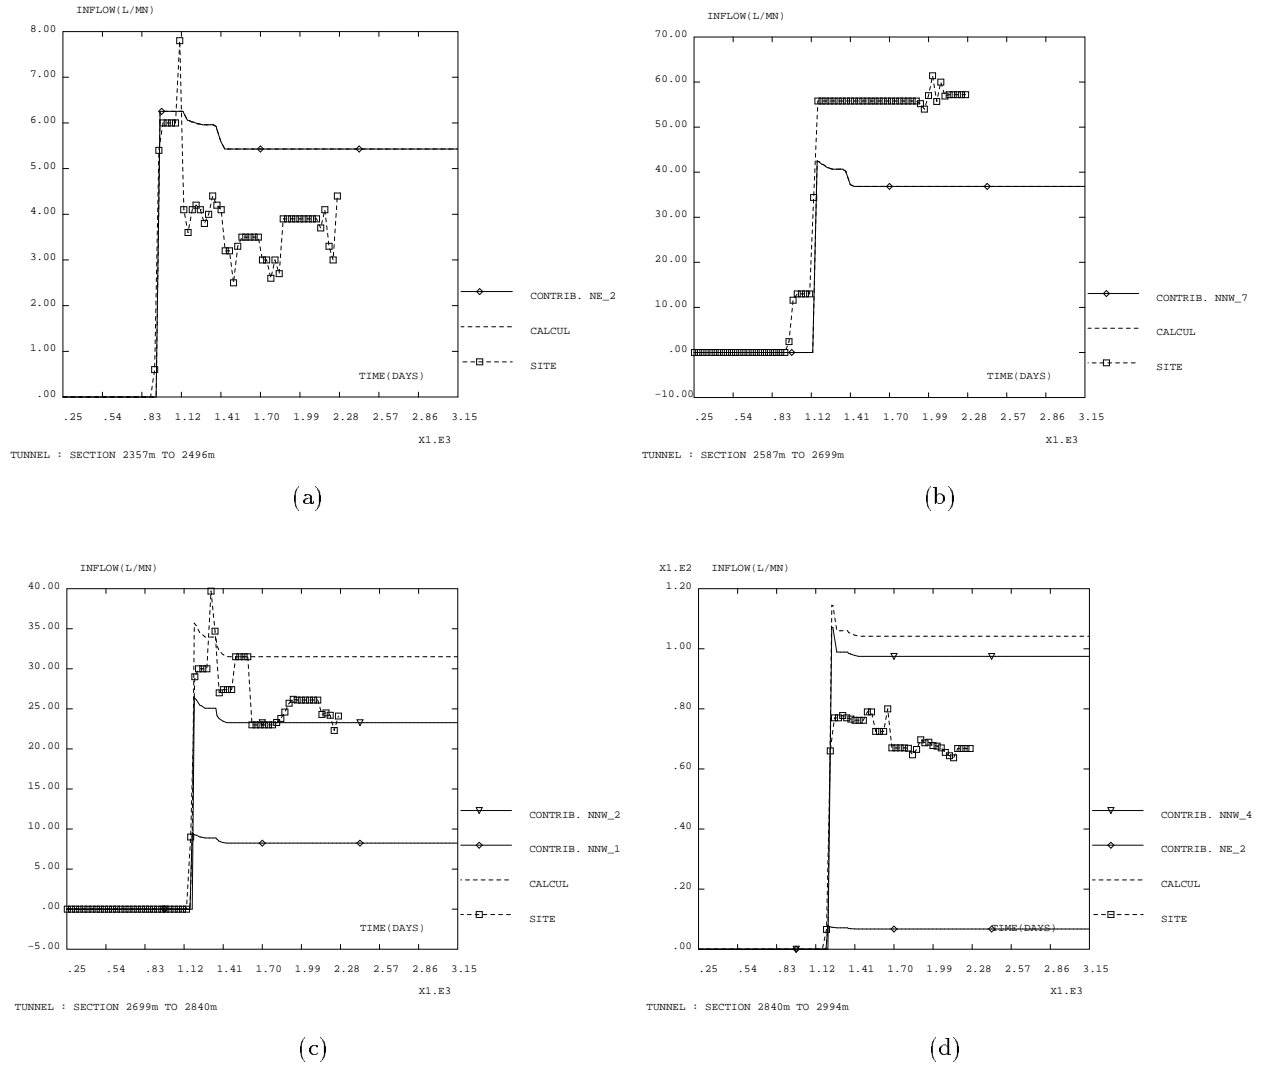 INFLOW(L/MN)
8.00
7.00
6.00
5.00
4.00
3.00
2.00
1.00
.00
TIME(DAYS)
.25 .54 .83 1.12 1.41 1.70 1.99 2.28 2.57 2.86 3.15
X1.E3
CONTRIB. NE_2
CALCUL
SITE
TUNNEL : SECTION 2357m TO 2496m
(a)
INFLOW(L/MN)
70.00
60.00
50.00
40.00
30.00
20.00
10.00
.00
-10.00
TIME(DAYS)
.25 .54 .83 1.12 1.41 1.70 1.99 2.28 2.57 2.86 3.15
X1.E3
CONTRIB. NNW_7
CALCUL
SITE
TUNNEL : SECTION 2587m TO 2699m
(b)
INFLOW(L/MN)
40.00
35.00
30.00
25.00
20.00
15.00
10.00
5.00
.00
-5.00
TIME(DAYS)
.25 .54 .83 1.12 1.41 1.70 1.99 2.28 2.57 2.86 3.15
X1.E3
CONTRIB. NNW_2
CONTRIB. NNW_1
CALCUL
SITE
TUNNEL : SECTION 2699m TO 2840m
(c)
X1.E2 INFLOW(L/MN)
1.20
1.00
.80
.60
.40
.20
.00
TIME(DAYS)
.25 .54 .83 1.12 1.41 1.70 1.99 2.28 2.57 2.86 3.15
X1.E3
CONTRIB. NNW_4
CONTRIB. NE_2
CALCUL
SITE
TUNNEL : SECTION 2840m TO 2994m
(d)